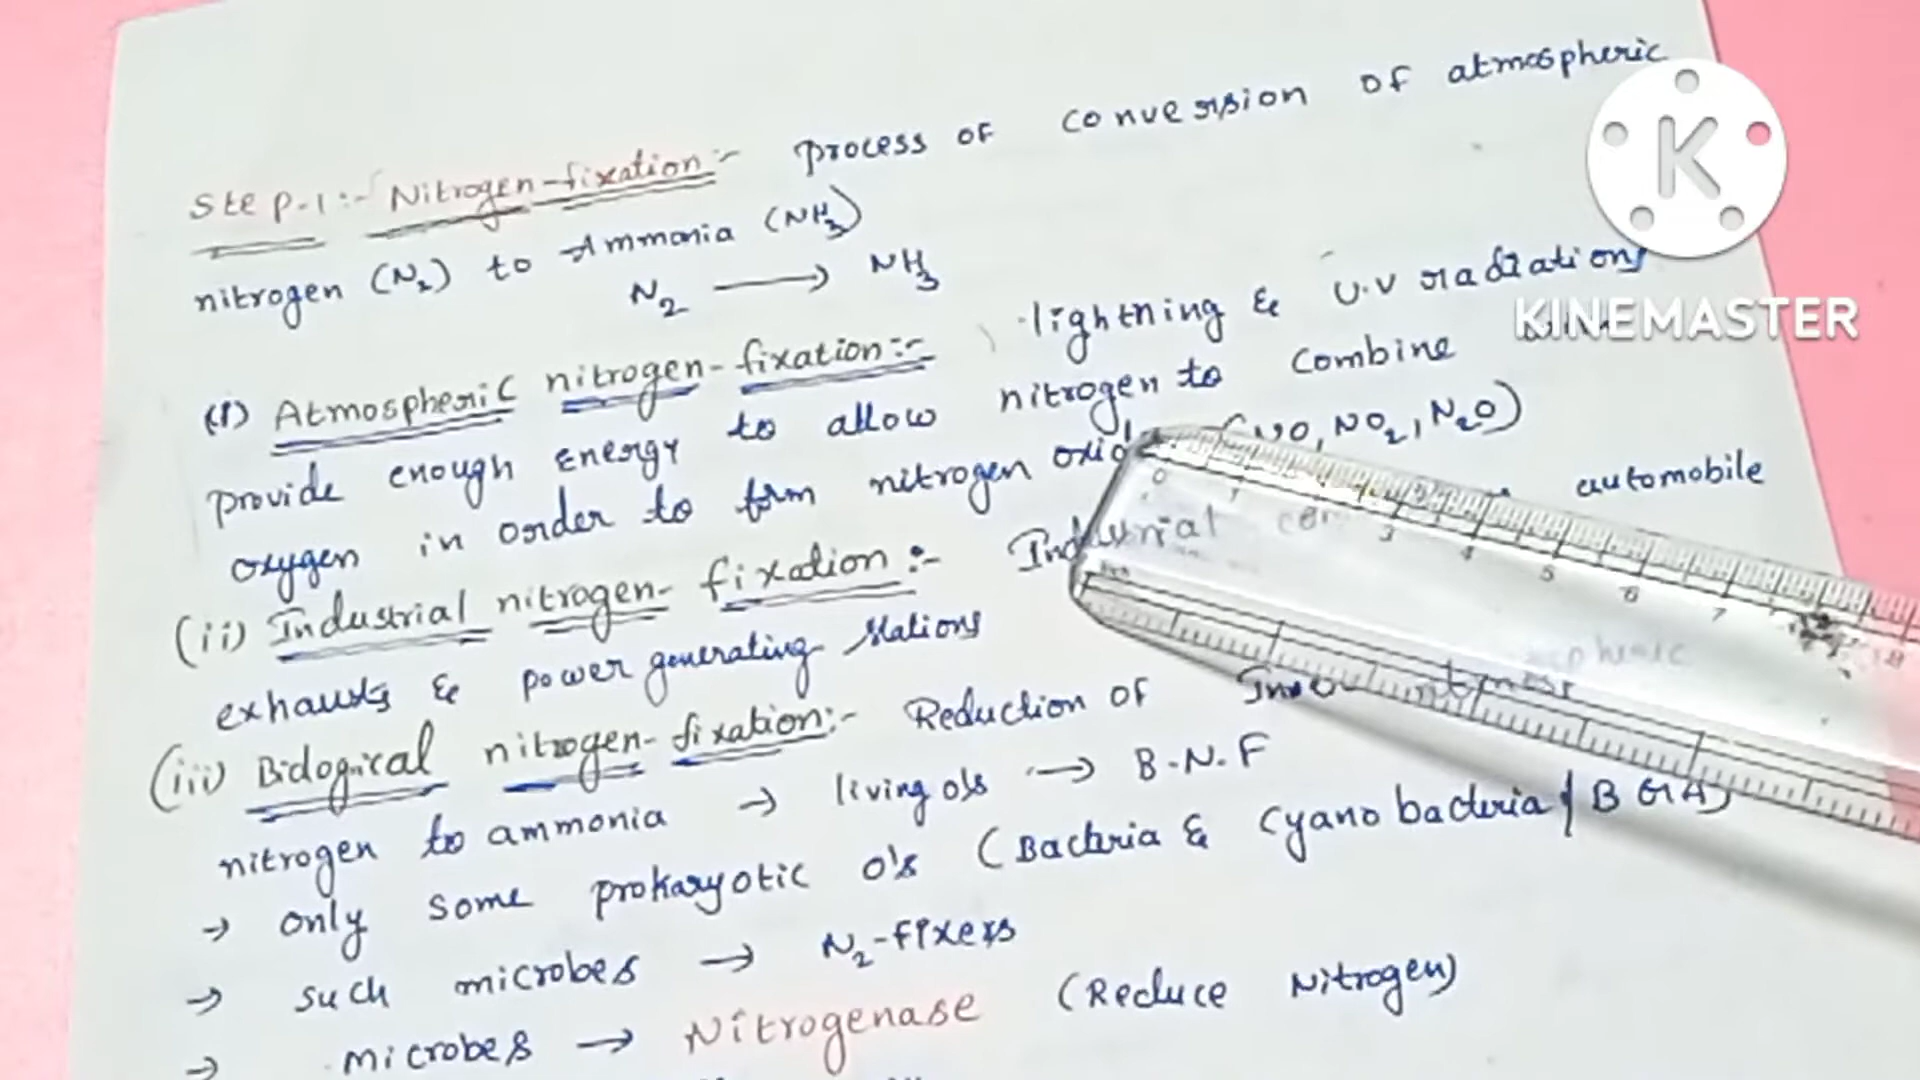 Step-1:- Nitrogen-fixation:- Process of conversion of atmospheric
nitrogen (N₂) to Ammonia (NH₃)
N₂ ⟶ NH₃
(i) Atmospheric nitrogen-fixation:- lightning & U.V radiations
provide enough energy to allow nitrogen to combine
oxygen in order to form nitrogen (NO, NO₂, N₂O)
(ii) Industrial nitrogen-fixation:- Industrial automobile
exhausts & power generating stations
(iii) Biological nitrogen-fixation:- Reduction of
nitrogen to ammonia → living o's → B.N.F
→ only some prokaryotic o's (Bacteria & Cyanobacteria / BGA)
→ such microbes → N₂-fixers
→ microbes → Nitrogenase (Reduce Nitrogen)
K
KINEMASTER